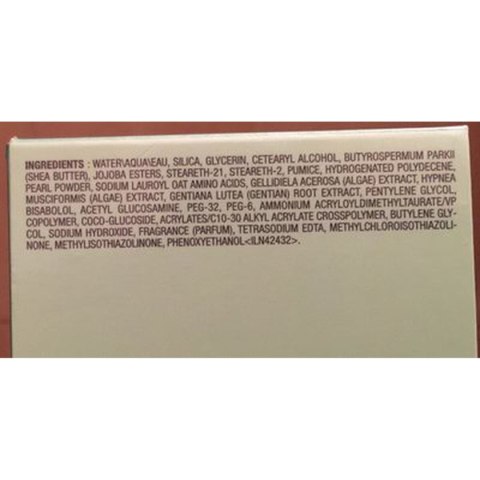 INGREDIENTS : WATER\AQUA\EAU, SILICA, GLYCERIN, CETEARYL ALCOHOL, BUTYROSPERMUM PARKII
(SHEA BUTTER), JOJOBA ESTERS, STEARETH-21, STEARETH-2, PUMICE, HYDROGENATED POLYDECENE,
PEARL POWDER, SODIUM LAUROYL OAT AMINO ACIDS, GELLIDIELA ACEROSA (ALGAE) EXTRACT, HYPNEA
MUSCIFORMIS (ALGAE) EXTRACT, GENTIANA LUTEA (GENTIAN) ROOT EXTRACT, PENTYLENE GLYCOL,
BISABOLOL, ACETYL GLUCOSAMINE, PEG-32, PEG-6, AMMONIUM ACRYLOYLDIMETHYLTAURATE/VP
COPOLYMER, COCO-GLUCOSIDE, ACRYLATES/C10-30 ALKYL ACRYLATE CROSSPOLYMER, BUTYLENE GLY-
COL, SODIUM HYDROXIDE, FRAGRANCE (PARFUM), TETRASODIUM EDTA, METHYLCHLOROISOTHIAZOLI-
NONE, METHYLISOTHIAZOLINONE, PHENOXYETHANOL<ILN42432>.